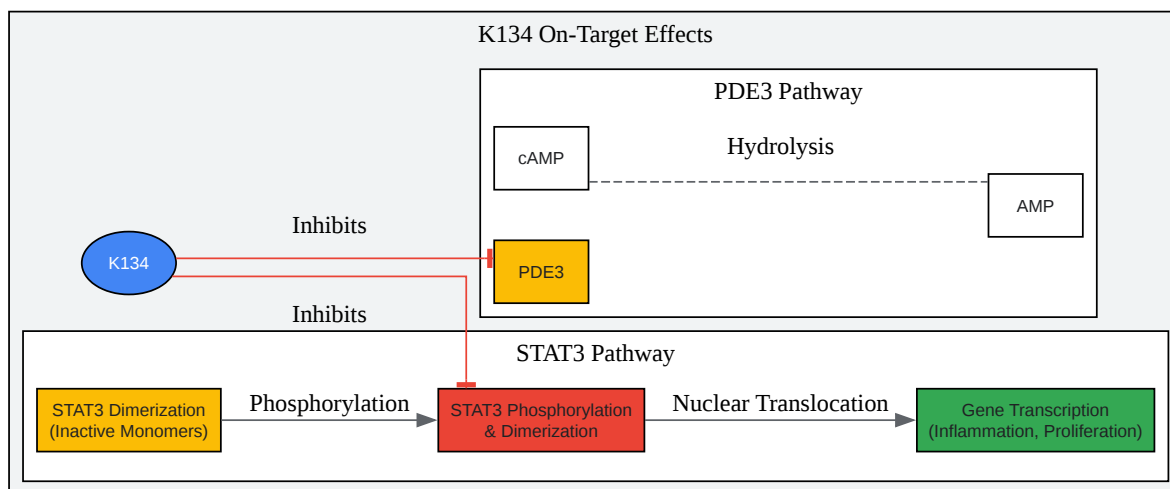 K134 On-Target Effects
PDE3 Pathway
cAMP
Hydrolysis
AMP
Inhibits
K134
PDE3
Inhibits
STAT3 Pathway
STAT3 Dimerization
(Inactive Monomers)
Phosphorylation
STAT3 Phosphorylation
& Dimerization
Nuclear Translocation
Gene Transcription
(Inflammation, Proliferation)